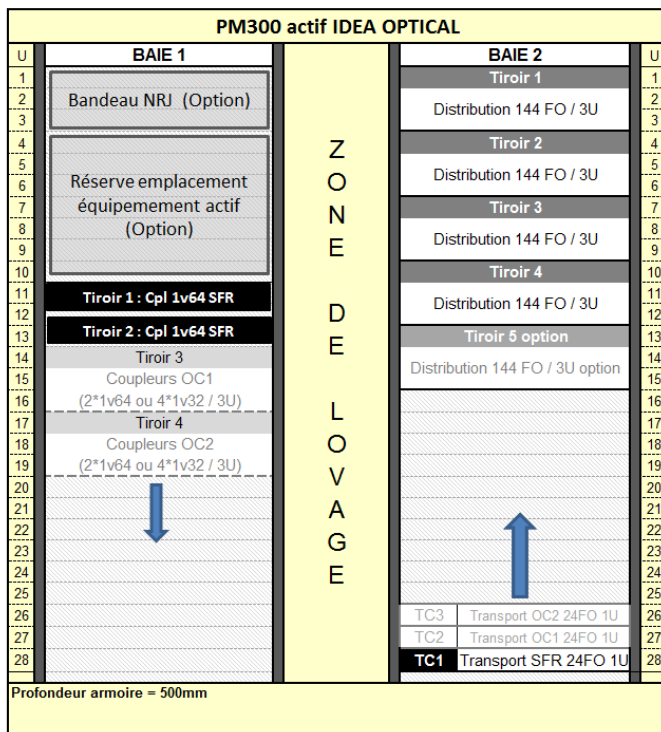 PM300 actif IDEA OPTICAL
U
BAIE 1
BAIE 2
U
1
2
3
4
5
6
7
8
9
10
11
12
13
14
15
16
17
18
19
20
21
22
23
24
25
26
27
28
Bandeau NRJ (Option)
Réserve emplacement
équipemement actif
(Option)
Tiroir 1 : Cpl 1v64 SFR
Tiroir 2 : Cpl 1v64 SFR
Tiroir 3
Coupleurs OC1
(2*1v64 ou 4*1v32 / 3U)
Tiroir 4
Coupleurs OC2
(2*1v64 ou 4*1v32 / 3U)
Z
O
N
E
D
E
L
O
V
A
G
E
Tiroir 1
Distribution 144 FO / 3U
Tiroir 2
Distribution 144 FO / 3U
Tiroir 3
Distribution 144 FO / 3U
Tiroir 4
Distribution 144 FO / 3U
Tiroir 5 option
Distribution 144 FO / 3U option
TC3 Transport OC2 24FO 1U
TC2 Transport OC1 24FO 1U
TC1 Transport SFR 24FO 1U
1
2
3
4
5
6
7
8
9
10
11
12
13
14
15
16
17
18
19
20
21
22
23
24
25
26
27
28
Profondeur armoire = 500mm